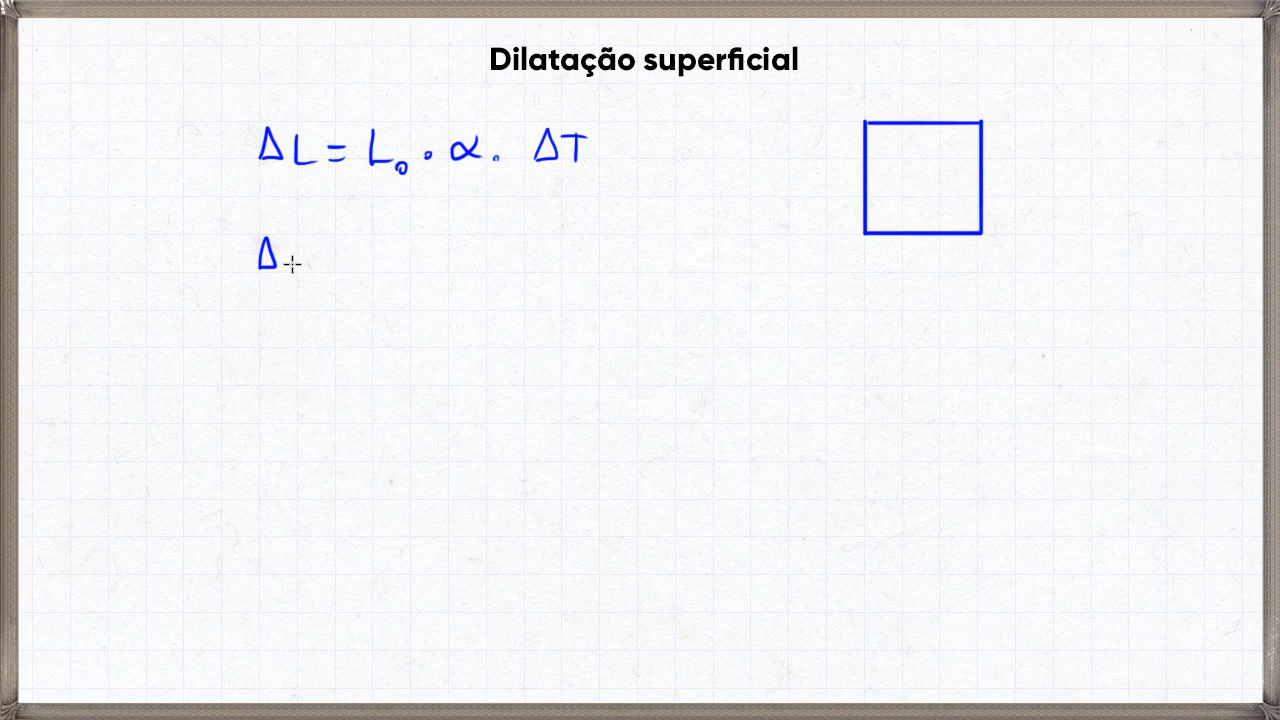 Dilatação superficial
ΔL = L₀ . α . ΔT
Δ